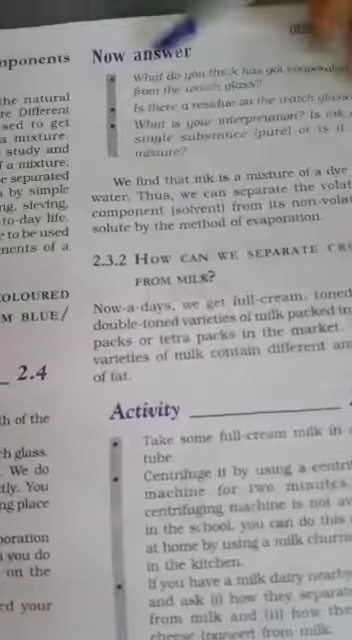 mponents
the natural
re Different
sed to get
a mixture.
study and
f a mixture.
e separated
s by simple
ng, sieving,
-to-day life.
e to be used
nents of a
OLOURED
M BLUE/
2.4
th of the
ch glass.
. We do
tly. You
ng place
poration
you do
on the
rd your
Now answer
What do you think has got evaporated
from the watch glass?
Is there a residue on the watch glass
What is your interpretation? Is ink
single substance (pure) or is it
mixture?
We find that ink is a mixture of a dye
water. Thus, we can separate the volat
component (solvent) from its non-volat
solute by the method of evaporation.
2.3.2 HOW CAN WE SEPARATE CR
FROM MILK?
Now-a-days, we get full-cream, toned
double-toned varieties of milk packed in
packs or tetra packs in the market.
varieties of milk contain different am
of fat.
Activity
Take some full-cream milk in
tube.
Centrifuge it by using a centri
machine for two minutes.
centrifuging machine is not av
in the school, you can do this
at home by using a milk churn
in the kitchen.
If you have a milk dairy nearby
and ask (i) how they separat
from milk and (ii) how the
cheese (paneer) from milk.